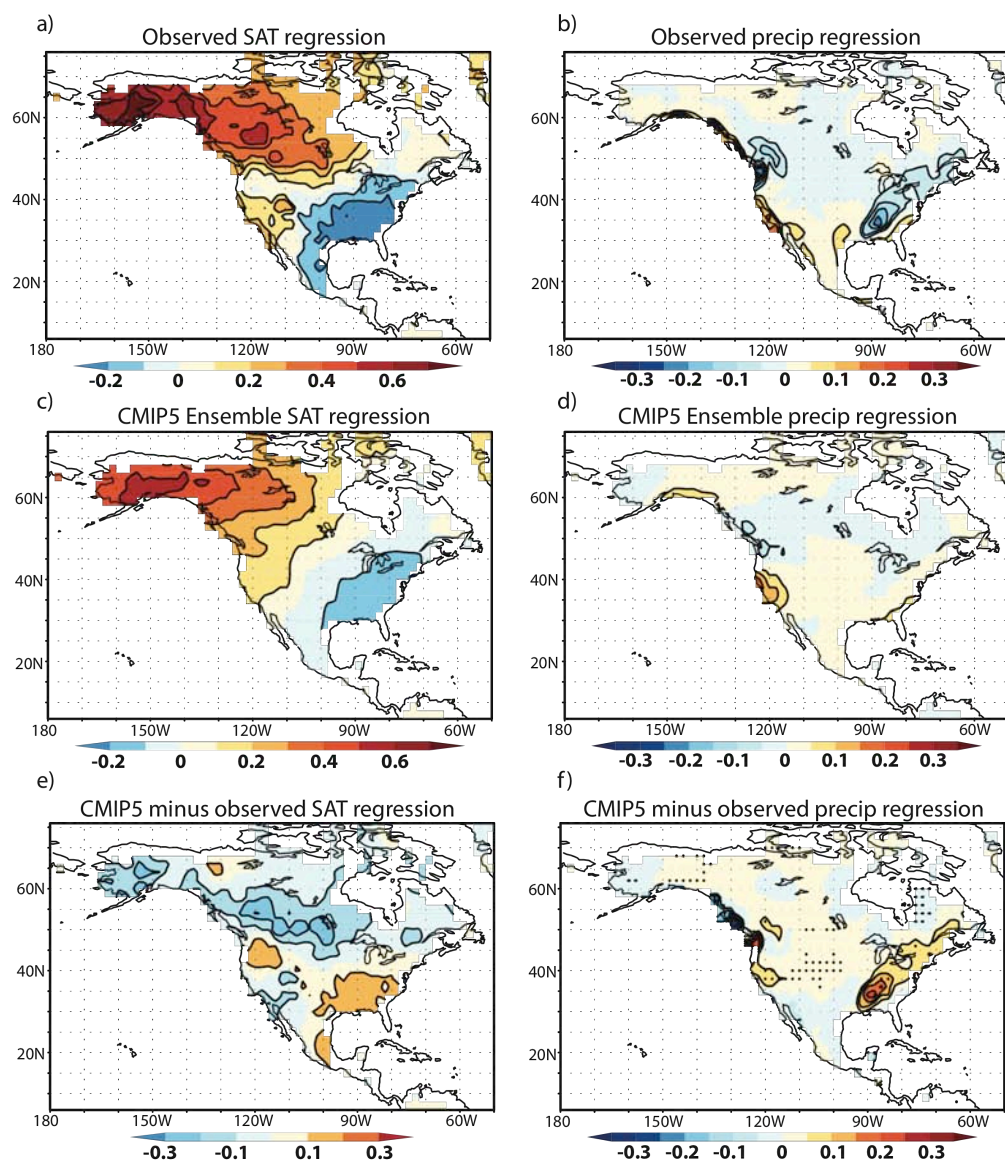 a)
Observed SAT regression
60N
40N
20N
180 150W 120W 90W 60W
-0.2 0 0.2 0.4 0.6
b)
Observed precip regression
60N
40N
20N
180 150W 120W 90W 60W
-0.3 -0.2 -0.1 0 0.1 0.2 0.3
c)
CMIP5 Ensemble SAT regression
60N
40N
20N
180 150W 120W 90W 60W
-0.2 0 0.2 0.4 0.6
d)
CMIP5 Ensemble precip regression
60N
40N
20N
180 150W 120W 90W 60W
-0.3 -0.2 -0.1 0 0.1 0.2 0.3
e)
CMIP5 minus observed SAT regression
60N
40N
20N
180 150W 120W 90W 60W
-0.3 -0.1 0.1 0.3
f)
CMIP5 minus observed precip regression
60N
40N
20N
180 150W 120W 90W 60W
-0.3 -0.2 -0.1 0 0.1 0.2 0.3